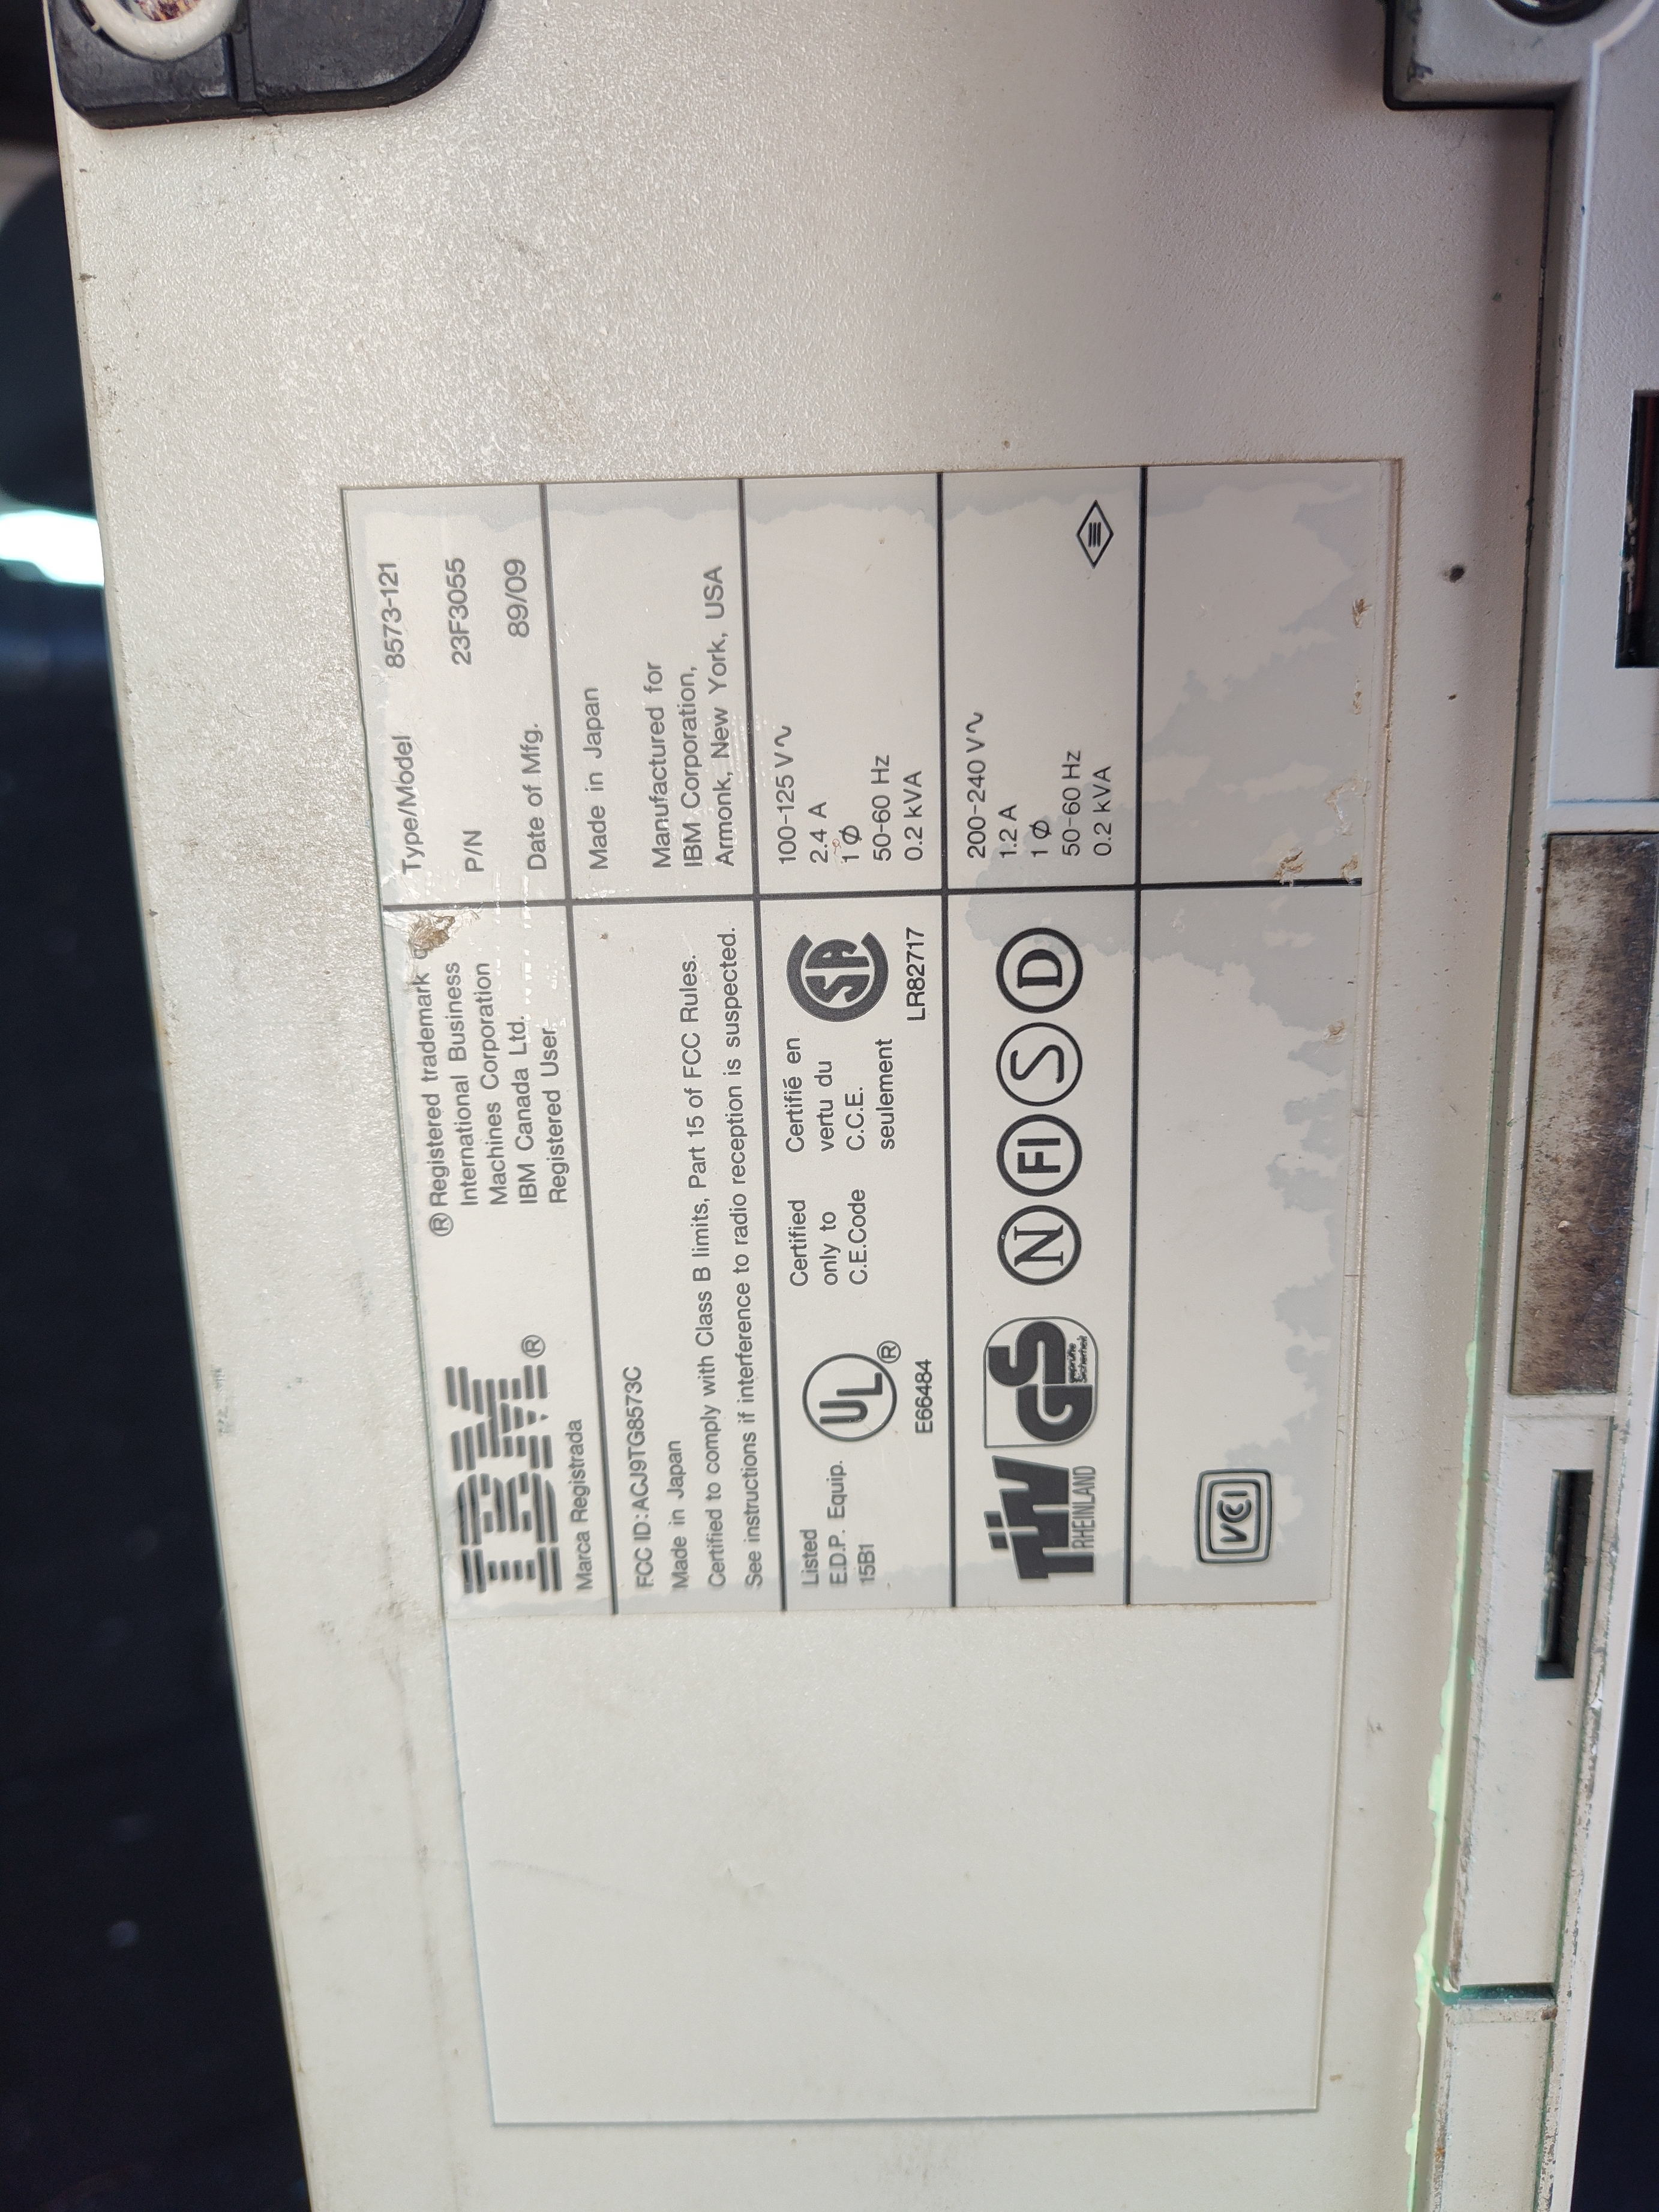 IBM®
Marca Registrada
® Registered trademark
International Business
Machines Corporation
IBM Canada Ltd.
Registered User
Type/Model 8573-121
P/N 23F3055
Date of Mfg. 89/09
FCC ID:ACJ9TG8573C
Made in Japan
Certified to comply with Class B limits, Part 15 of FCC Rules.
See instructions if interference to radio reception is suspected.
Made in Japan
Manufactured for
IBM Corporation,
Armonk, New York, USA
Listed
E.D.P. Equip.
15B1
UL®
E66484
Certified
only to
C.E.Code
Certifié en
vertu du
C.C.E.
seulement
SA
LR82717
100-125 V∿
2.4 A
1 Ø
50-60 Hz
0.2 kVA
TÜV
RHEINLAND
GS
geprüfte
Sicherheit
N FI S D
200-240 V∿
1.2 A
1 Ø
50-60 Hz
0.2 kVA
VCI